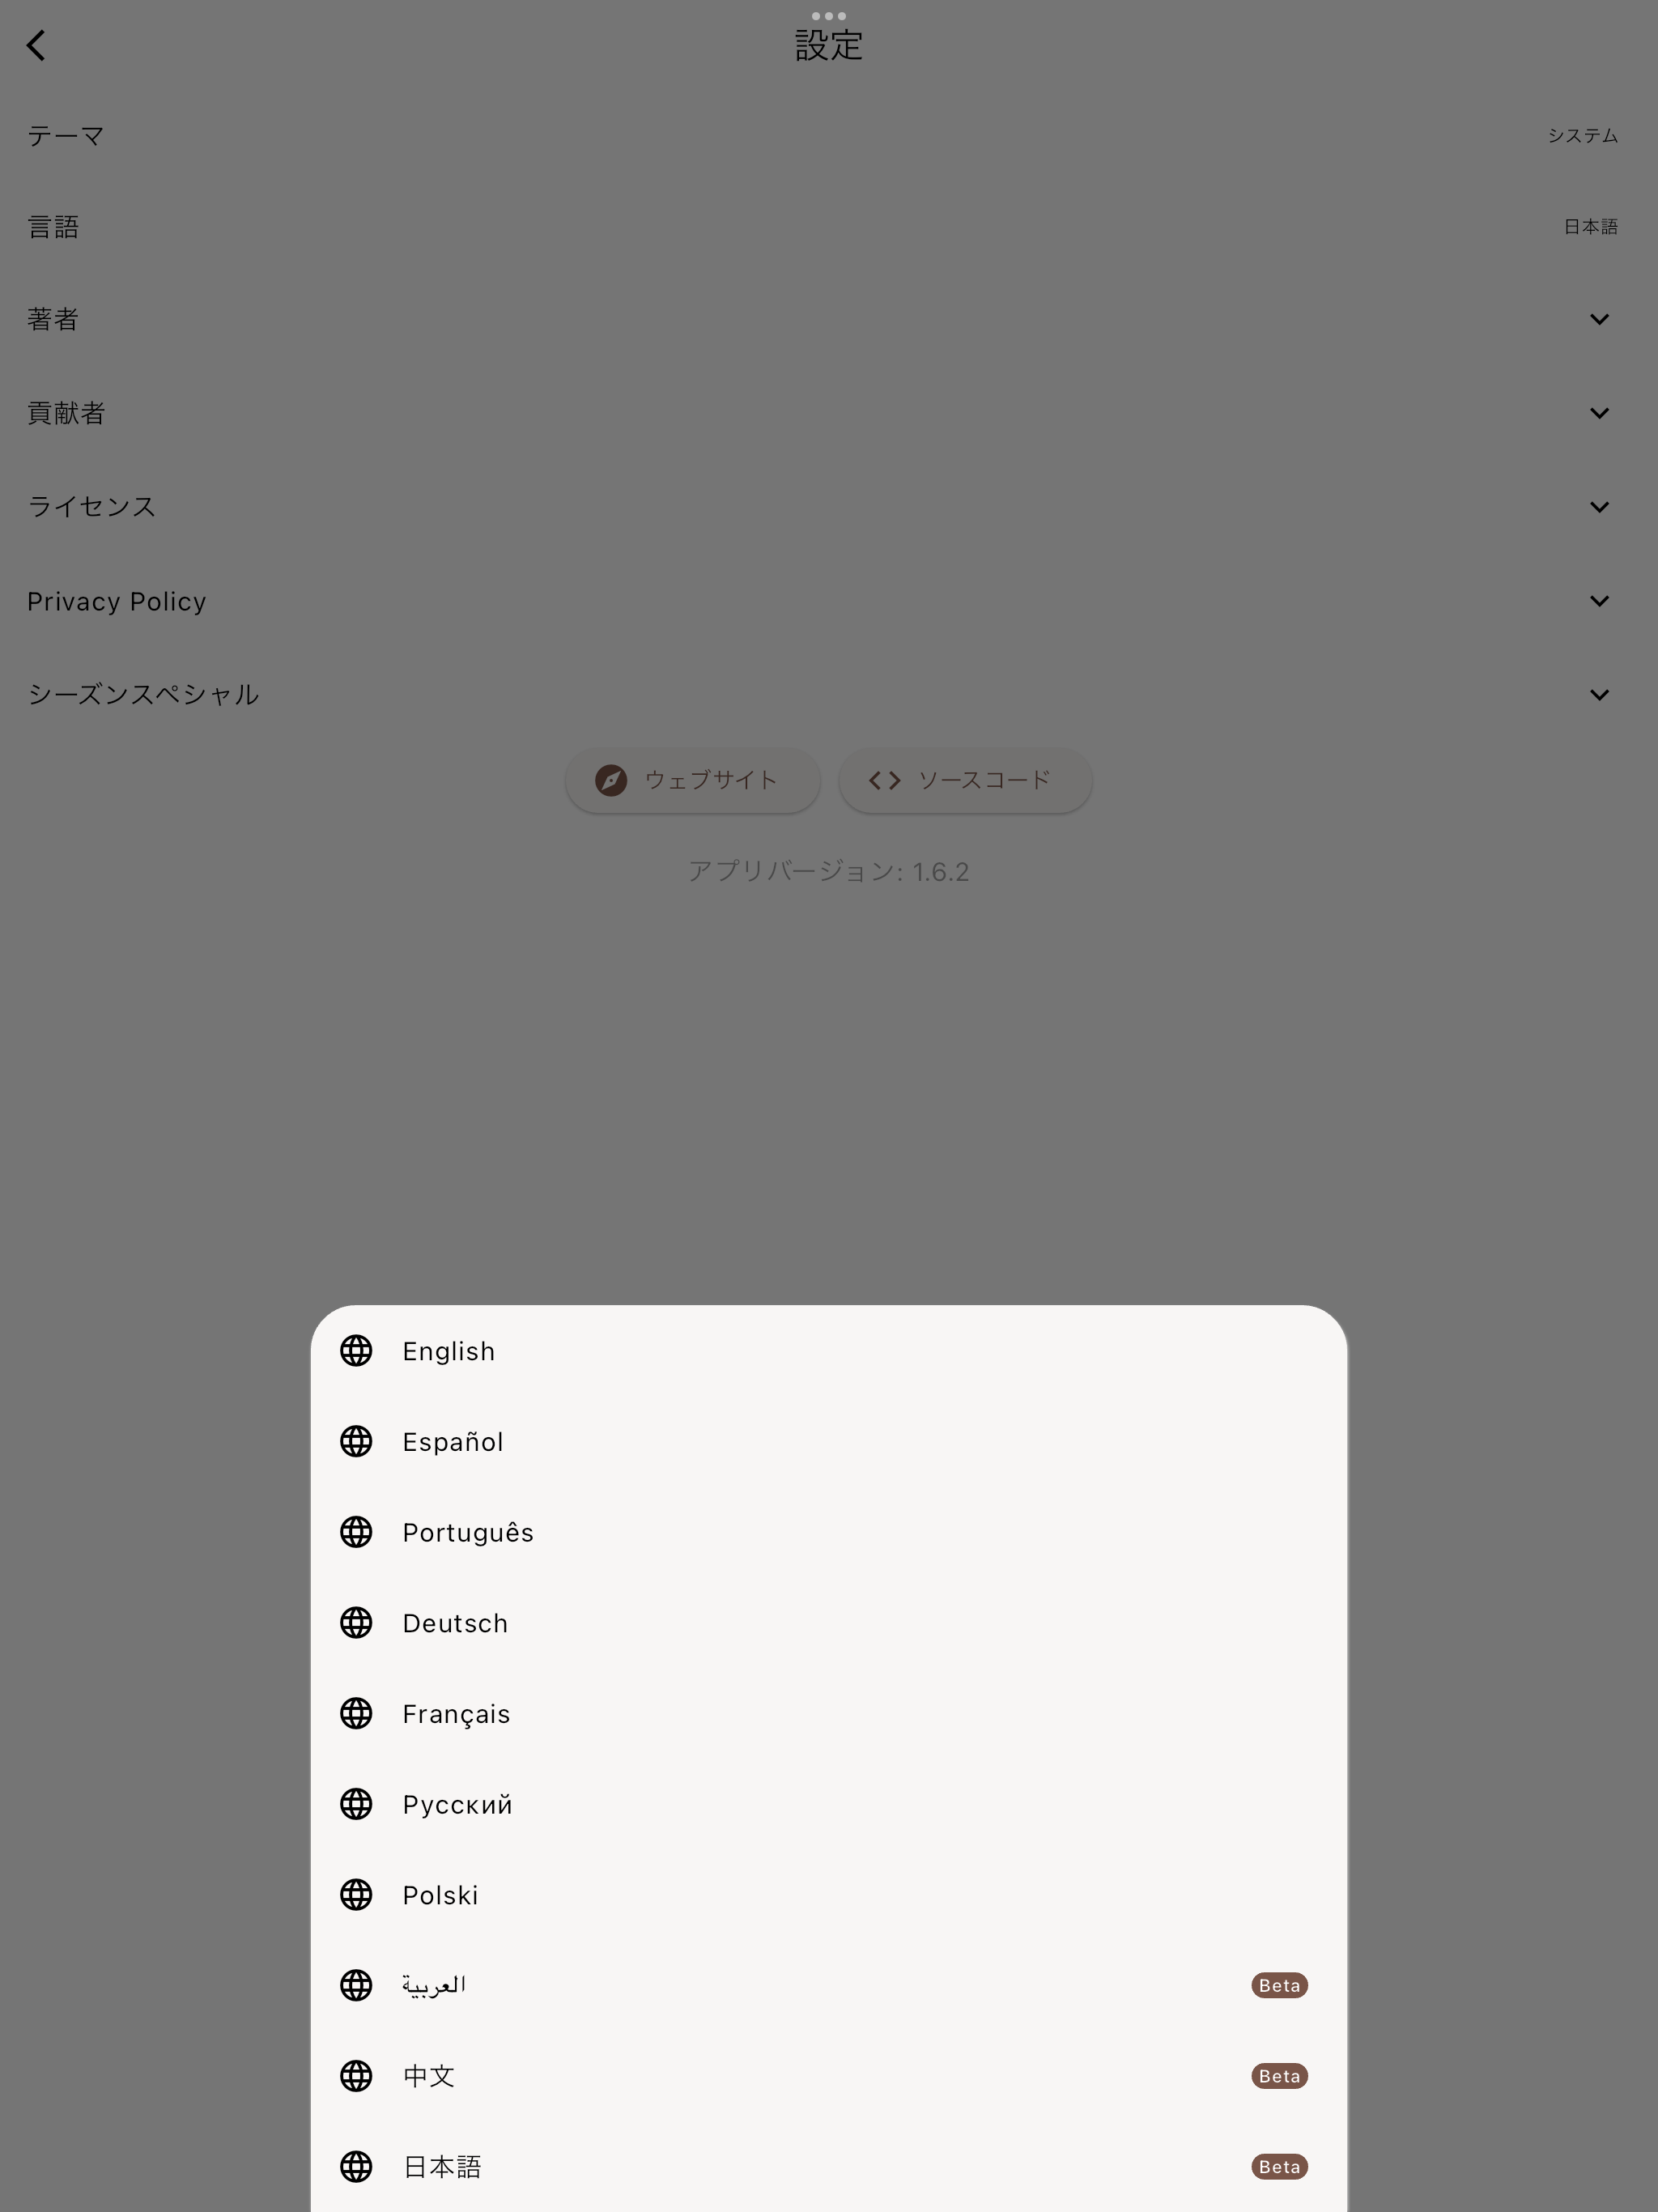 設定
テーマ
システム
言語
日本語
著者
貢献者
ライセンス
Privacy Policy
シーズンスペシャル
ウェブサイト
ソースコード
アプリバージョン: 1.6.2
English
Español
Português
Deutsch
Français
Русский
Polski
العربية
Beta
中文
Beta
日本語
Beta